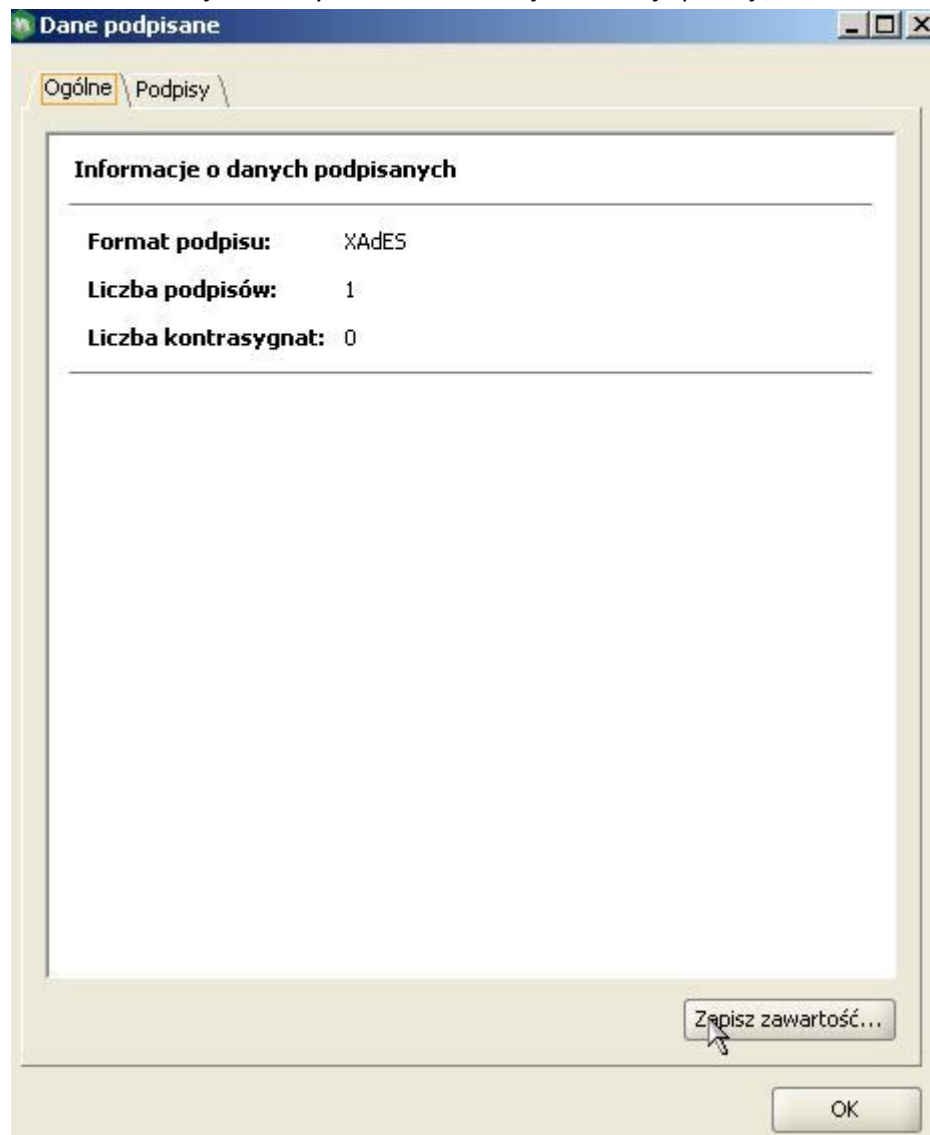 Dane podpisane
Ogólne Podpisy
Informacje o danych podpisanych
Format podpisu: XAdES
Liczba podpisów: 1
Liczba kontrasygnat: 0
Zapisz zawartość...
OK